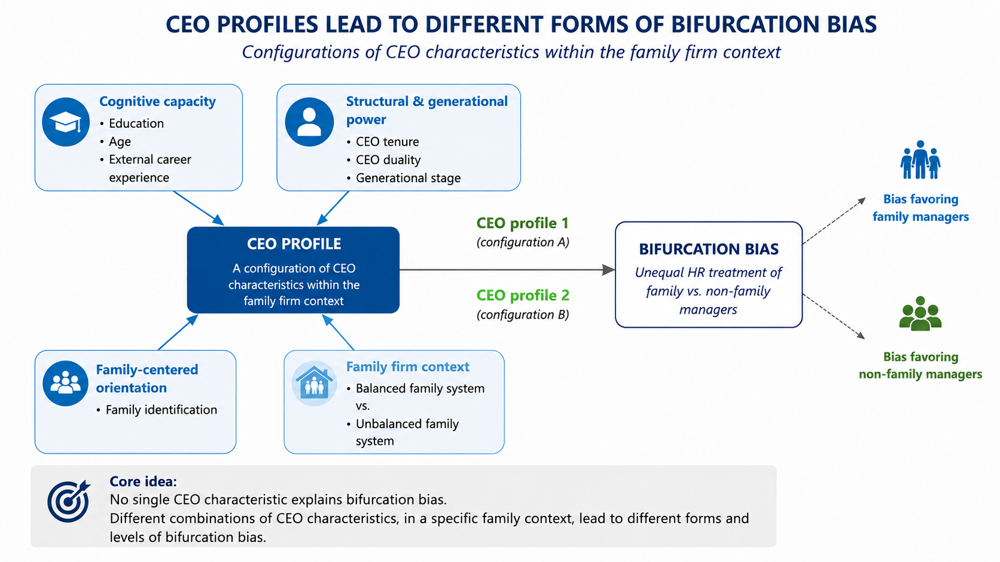 CEO PROFILES LEAD TO DIFFERENT FORMS OF BIFURCATION BIAS
Configurations of CEO characteristics within the family firm context
Cognitive capacity
• Education
• Age
• External career
experience
Structural & generational
power
• CEO tenure
• CEO duality
• Generational stage
CEO PROFILE
A configuration of CEO
characteristics within the
family firm context
CEO profile 1
(configuration A)
CEO profile 2
(configuration B)
BIFURCATION BIAS
Unequal HR treatment of
family vs. non-family
managers
Bias favoring
family managers
Bias favoring
non-family managers
Family-centered
orientation
• Family identification
Family firm context
• Balanced family system
vs.
• Unbalanced family
system
Core idea:
No single CEO characteristic explains bifurcation bias.
Different combinations of CEO characteristics, in a specific family context, lead to different forms and
levels of bifurcation bias.